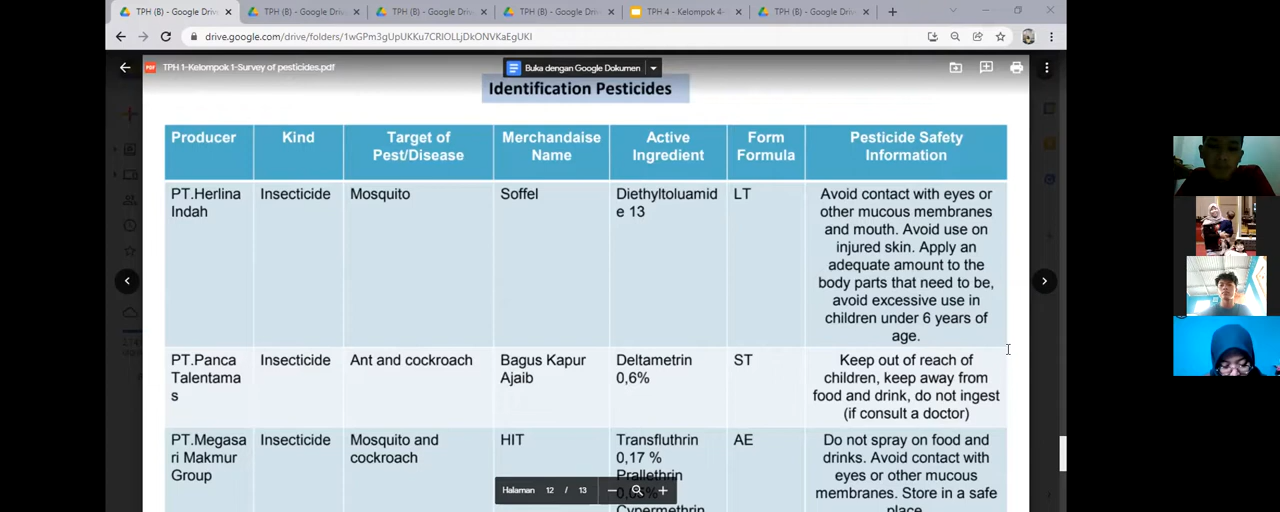 TPH (B) - Google Drive
TPH (B) - Google Drive
TPH (B) - Google Drive
TPH (B) - Google Drive
TPH 4 - Kelompok 4
TPH (B) - Google Drive
drive.google.com/drive/folders/1wGPm3gUpUKKu7CRIOLLjDkONVKaEgUKI
PDF
TPH 1-Kelompok 1-Survey of pesticides.pdf
Buka dengan Google Dokumen
Identification Pesticides
Producer
Kind
Target of
Pest/Disease
Merchandaise
Name
Active
Ingredient
Form
Formula
Pesticide Safety
Information
PT.Herlina
Indah
Insecticide
Mosquito
Soffel
Diethyltoluamid
e 13
LT
Avoid contact with eyes or
other mucous membranes
and mouth. Avoid use on
injured skin. Apply an
adequate amount to the
body parts that need to be,
avoid excessive use in
children under 6 years of
age.
PT.Panca
Talentama
s
Insecticide
Ant and cockroach
Bagus Kapur
Ajaib
Deltametrin
0,6%
ST
Keep out of reach of
children, keep away from
food and drink, do not ingest
(if consult a doctor)
PT.Megasa
ri Makmur
Group
Insecticide
Mosquito and
cockroach
HIT
Transfluthrin
0,17 %
Prallethrin
Cypermethrin
AE
Do not spray on food and
drinks. Avoid contact with
eyes or other mucous
membranes. Store in a safe
place
Halaman 12 / 13